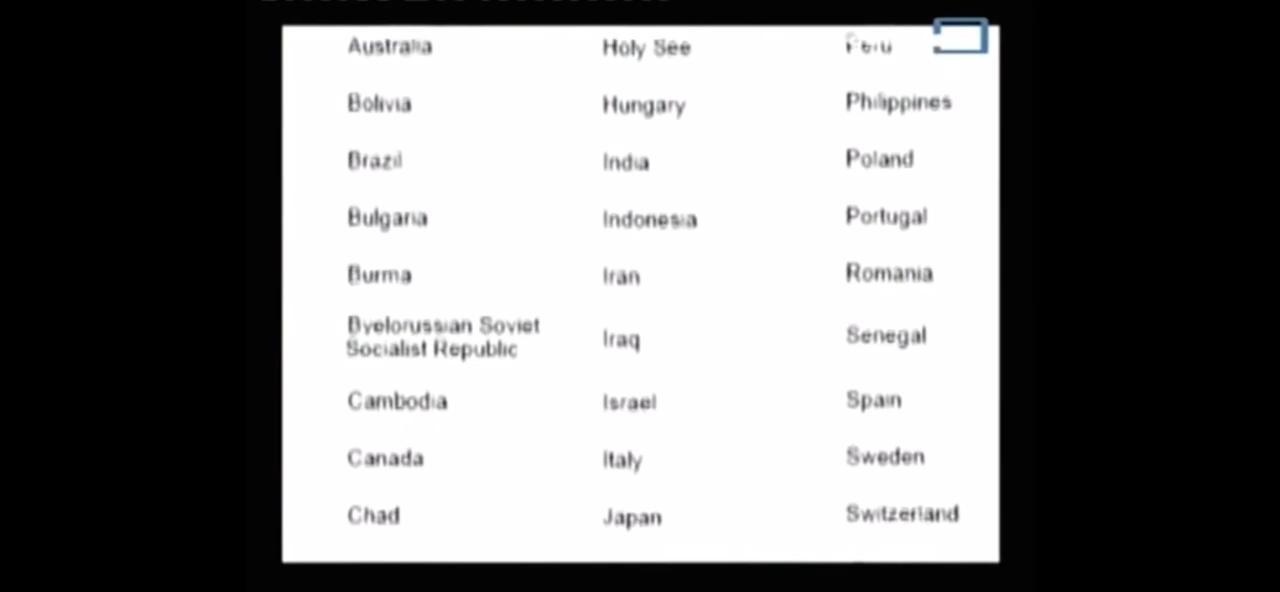 Australia Holy See Peru
Bolivia Hungary Philippines
Brazil India Poland
Bulgaria Indonesia Portugal
Burma Iran Romania
Byelorussian Soviet
Socialist Republic Iraq Senegal
Cambodia Israel Spain
Canada Italy Sweden
Chad Japan Switzerland